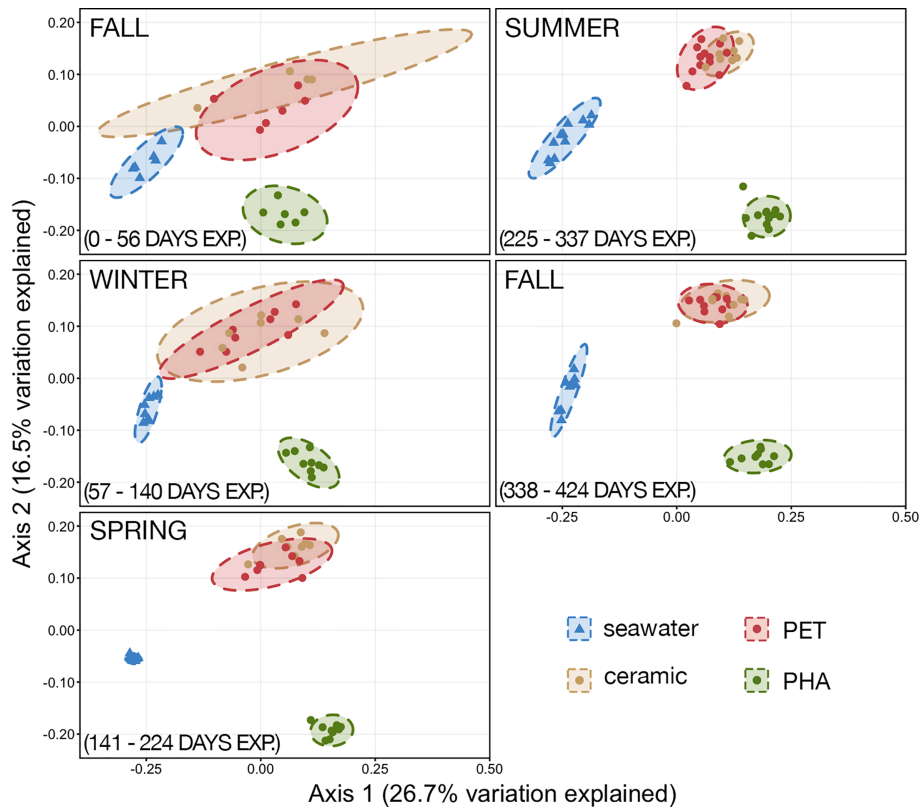 FALL
0.20
0.10
0.00
-0.10
-0.20
(0 - 56 DAYS EXP.)
SUMMER
(225 - 337 DAYS EXP.)
WINTER
0.20
0.10
0.00
-0.10
-0.20
(57 - 140 DAYS EXP.)
FALL
(338 - 424 DAYS EXP.)
-0.25
0.00
0.25
0.50
SPRING
0.20
0.10
0.00
-0.10
-0.20
(141 - 224 DAYS EXP.)
-0.25
0.00
0.25
0.50
Axis 2 (16.5% variation explained)
Axis 1 (26.7% variation explained)
seawater
PET
ceramic
PHA